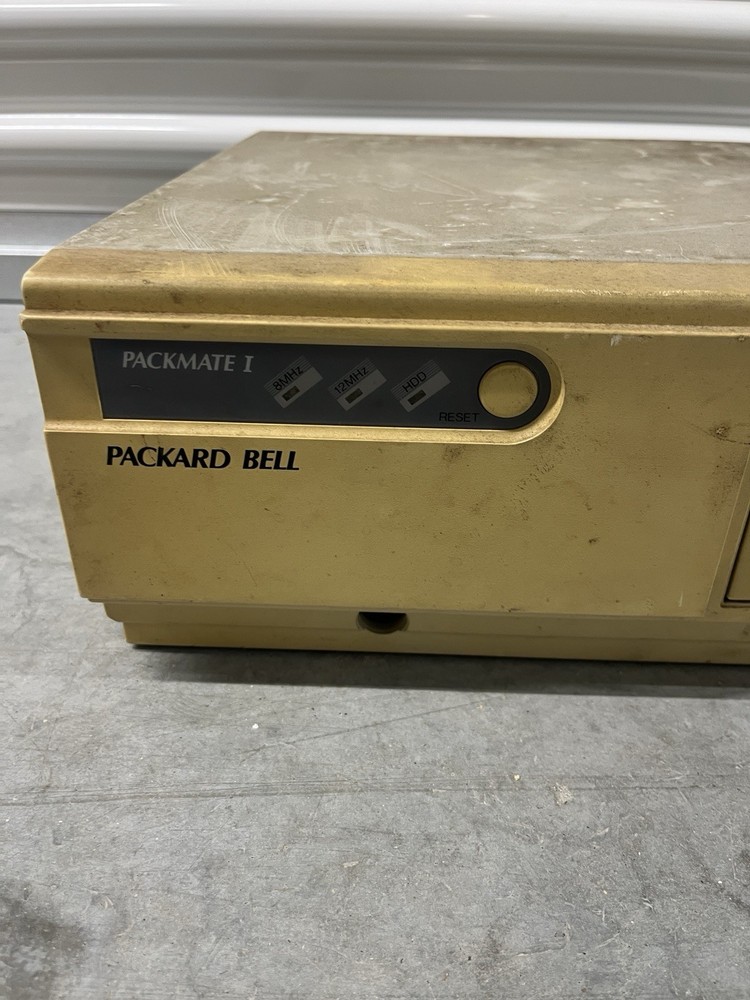 PACKMATE I
8MHz
12MHz
HDD
RESET
PACKARD BELL